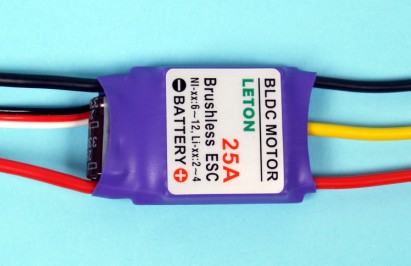 BLDC MOTOR
LETON 25A
Brushless ESC
Ni-xx:6~12, Li-xx:2~4
⊖BATTERY⊕